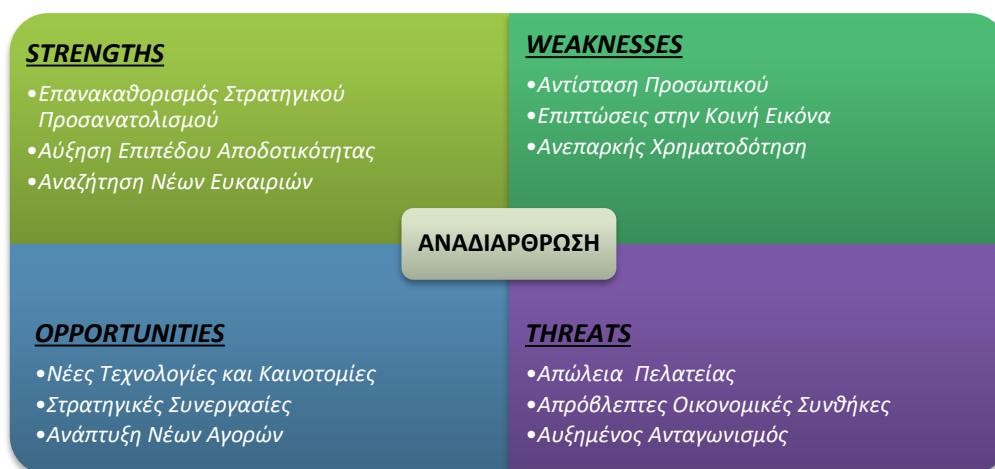 STRENGTHS
•Επανακαθορισμός Στρατηγικού
Προσανατολισμού
•Αύξηση Επιπέδου Αποδοτικότητας
•Αναζήτηση Νέων Ευκαιριών
WEAKNESSES
•Αντίσταση Προσωπικού
•Επιπτώσεις στην Κοινή Εικόνα
•Ανεπαρκής Χρηματοδότηση
ΑΝΑΔΙΑΡΘΡΩΣΗ
OPPORTUNITIES
•Νέες Τεχνολογίες και Καινοτομίες
•Στρατηγικές Συνεργασίες
•Ανάπτυξη Νέων Αγορών
THREATS
•Απώλεια  Πελατείας
•Απρόβλεπτες Οικονομικές Συνθήκες
•Αυξημένος Ανταγωνισμός